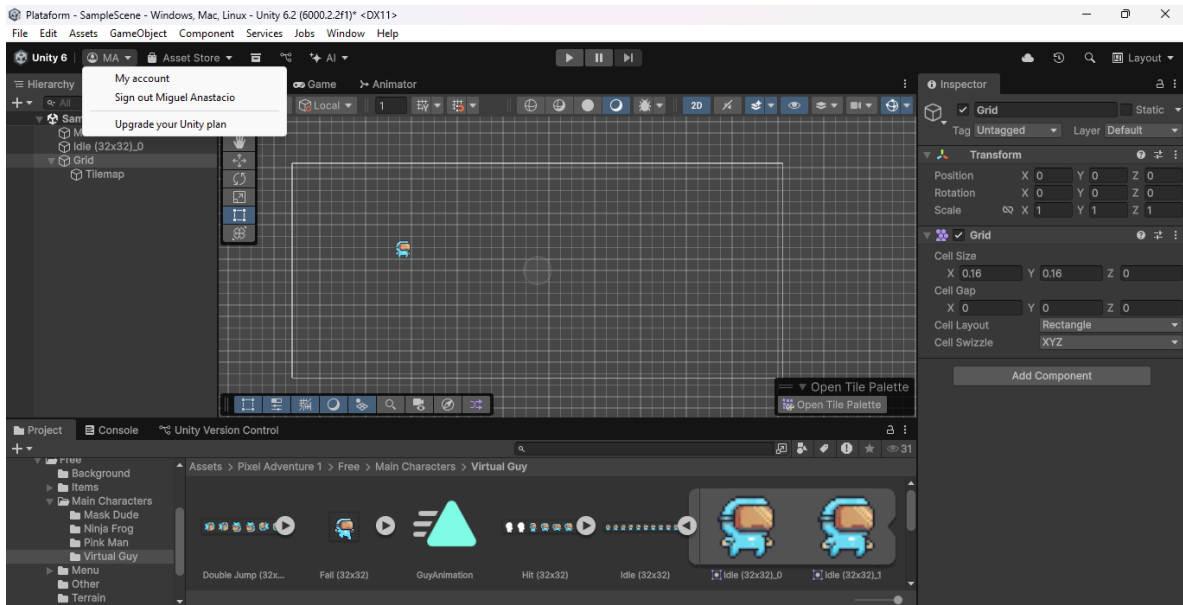 Plataform - SampleScene - Windows, Mac, Linux - Unity 6.2 (6000.2.2f1)* <DX11>
File Edit Assets GameObject Component Services Jobs Window Help
Unity 6 MA Asset Store AI Layout
My account
Sign out Miguel Anastacio
Upgrade your Unity plan
Hierarchy
All
Idle (32x32)_0
Grid
Tilemap
Game Animator
Local 1 2D
Open Tile Palette
Open Tile Palette
Inspector
Grid Static
Tag Untagged Layer Default
Transform
Position X 0 Y 0 Z 0
Rotation X 0 Y 0 Z 0
Scale X 1 Y 1 Z 1
Grid
Cell Size
X 0.16 Y 0.16 Z 0
Cell Gap
X 0 Y 0 Z 0
Cell Layout Rectangle
Cell Swizzle XYZ
Add Component
Project Console Unity Version Control
31
Free
Background
Items
Main Characters
Mask Dude
Ninja Frog
Pink Man
Virtual Guy
Menu
Other
Terrain
Assets > Pixel Adventure 1 > Free > Main Characters > Virtual Guy
Double Jump (32x... Fall (32x32) GuyAnimation Hit (32x32) Idle (32x32) Idle (32x32)_0 Idle (32x32)_1